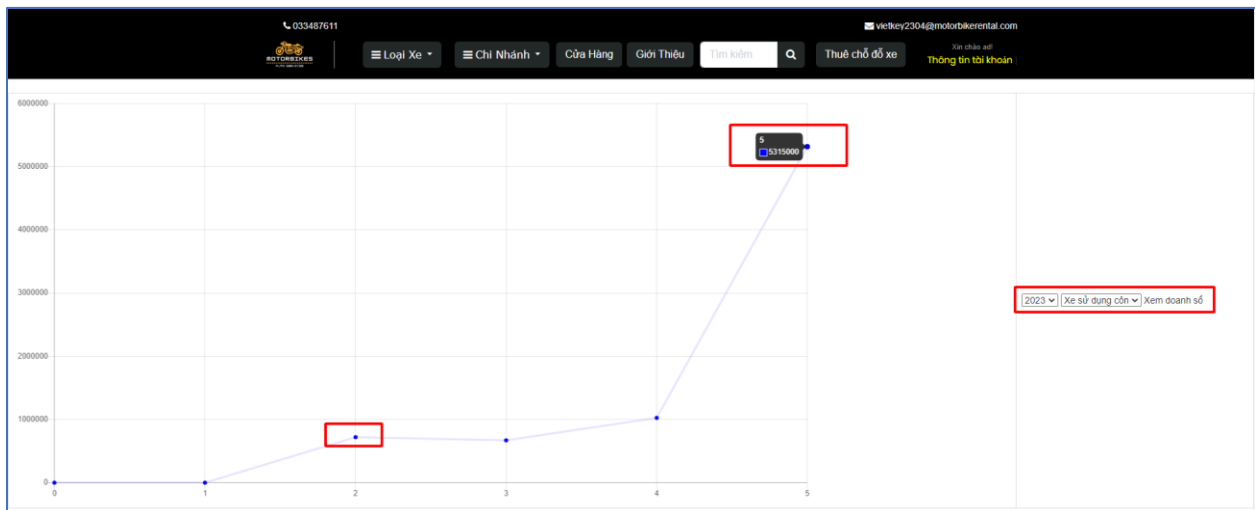 033487611
vietkey2304@motorbikerental.com
MOTORBIKES
Loại Xe
Chi Nhánh
Cửa Hàng
Giới Thiệu
Tìm kiếm
Thuê chỗ đỗ xe
Xin chào ad!
Thông tin tài khoản
6000000
5
5315000
5000000
4000000
3000000
2023 Xe sử dụng côn Xem doanh số
2000000
1000000
0
0 1 2 3 4 5